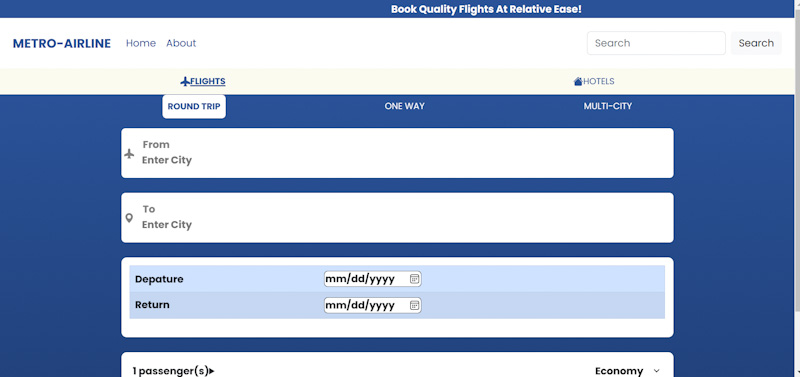 Book Quality Flights At Relative Ease!
METRO-AIRLINE Home About Search Search
FLIGHTS HOTELS
ROUND TRIP ONE WAY MULTI-CITY
From
Enter City
To
Enter City
Depature mm/dd/yyyy
Return mm/dd/yyyy
1 passenger(s) Economy